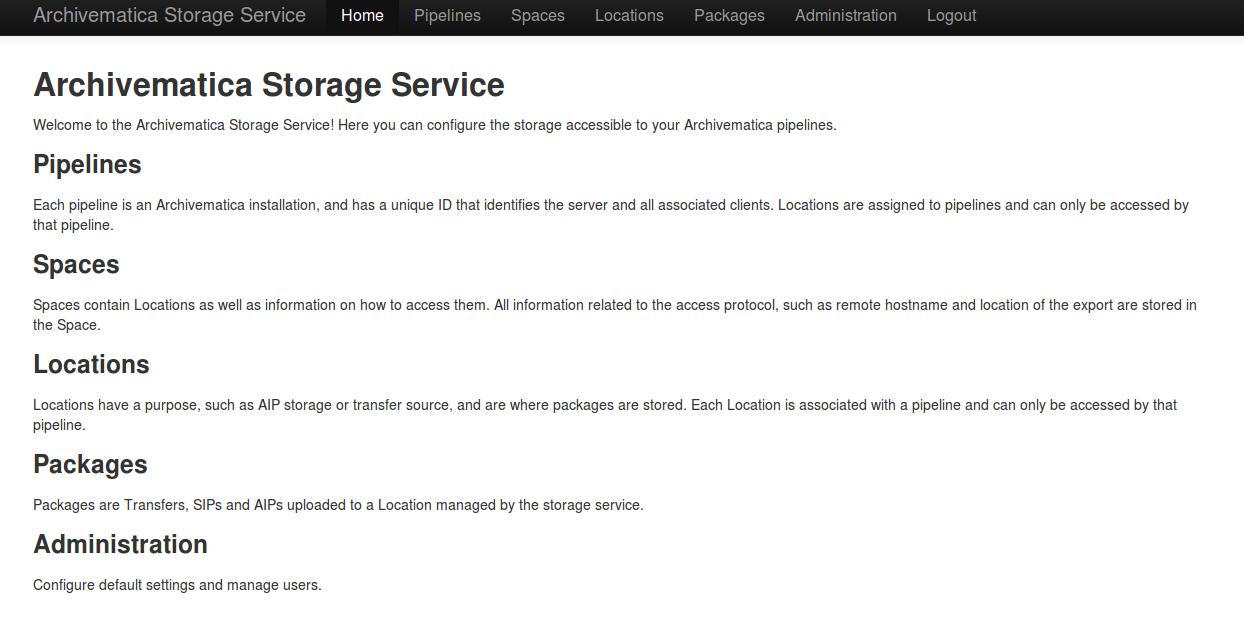 Archivematica Storage Service Home Pipelines Spaces Locations Packages Administration Logout
Archivematica Storage Service
Welcome to the Archivematica Storage Service! Here you can configure the storage accessible to your Archivematica pipelines.
Pipelines
Each pipeline is an Archivematica installation, and has a unique ID that identifies the server and all associated clients. Locations are assigned to pipelines and can only be accessed by
that pipeline.
Spaces
Spaces contain Locations as well as information on how to access them. All information related to the access protocol, such as remote hostname and location of the export are stored in
the Space.
Locations
Locations have a purpose, such as AIP storage or transfer source, and are where packages are stored. Each Location is associated with a pipeline and can only be accessed by that
pipeline.
Packages
Packages are Transfers, SIPs and AIPs uploaded to a Location managed by the storage service.
Administration
Configure default settings and manage users.